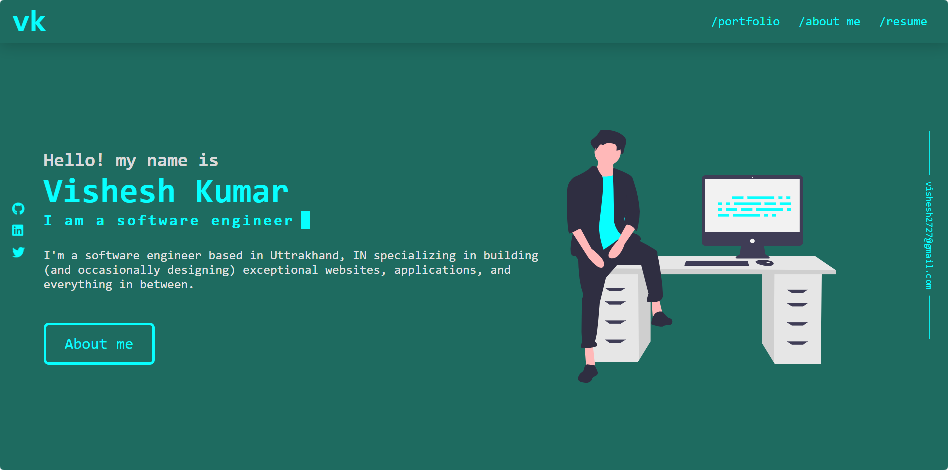 vk
/portfolio /about me /resume
Hello! my name is
Vishesh Kumar
I am a software engineer
I'm a software engineer based in Uttrakhand, IN specializing in building
(and occasionally designing) exceptional websites, applications, and
everything in between.
About me
vishesh2727@gmail.com